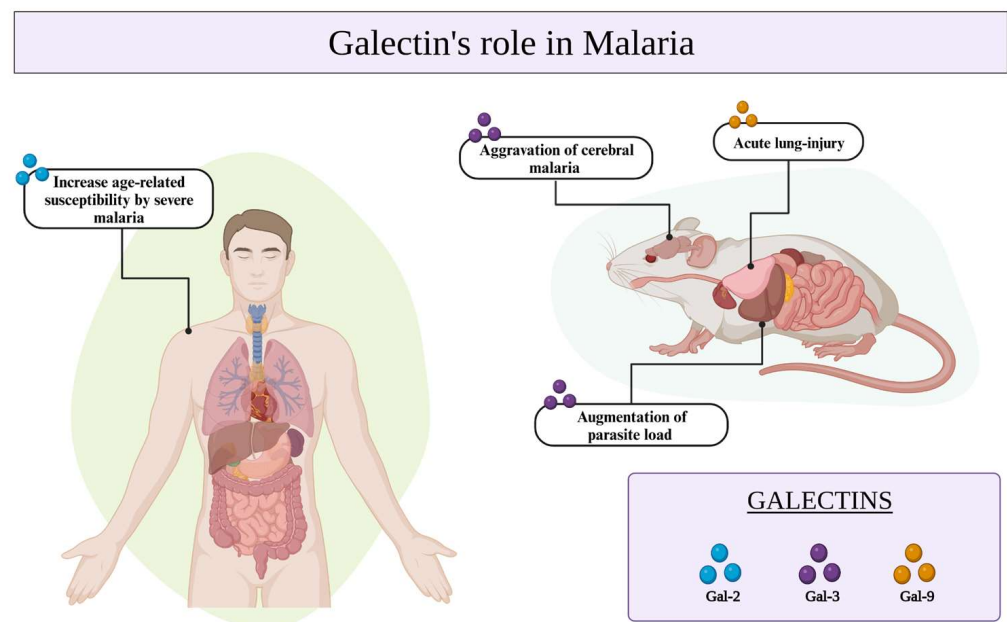 Galectin's role in Malaria
Increase age-related
susceptibility by severe
malaria
Aggravation of cerebral
malaria
Acute lung-injury
Augmentation of
parasite load
GALECTINS
Gal-2
Gal-3
Gal-9